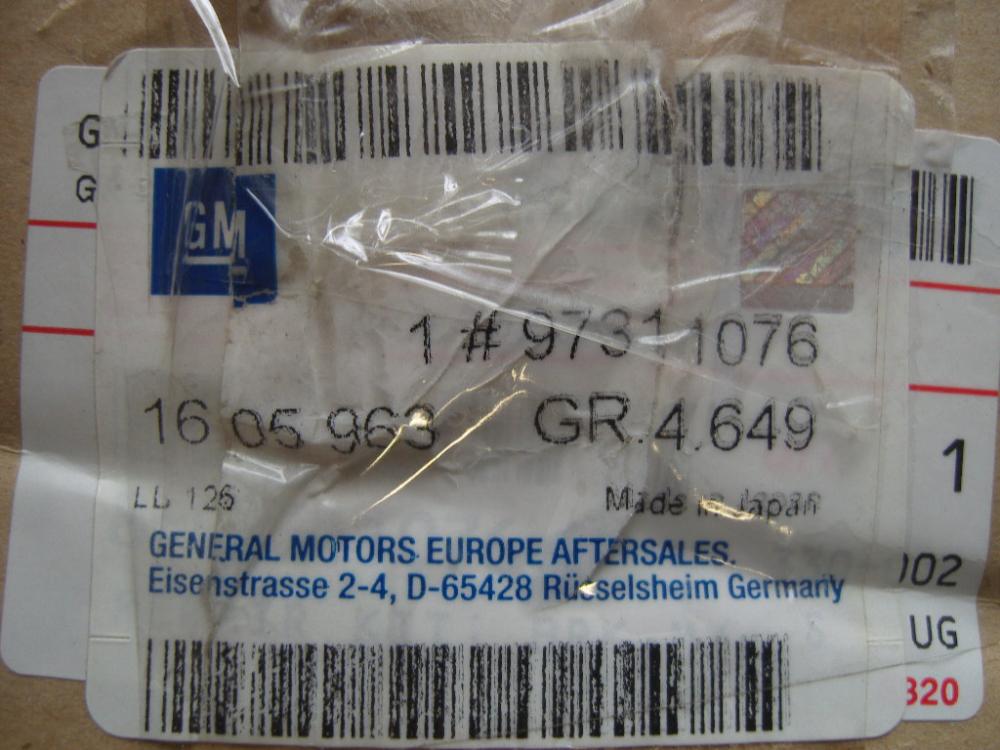 G
G
GM
1 # 97311076
16 05 963 GR.4.649
LL 126
Made in Japan
GENERAL MOTORS EUROPE AFTERSALES.
Eisenstrasse 2-4, D-65428 Rüsselsheim Germany
1
002
UG
320